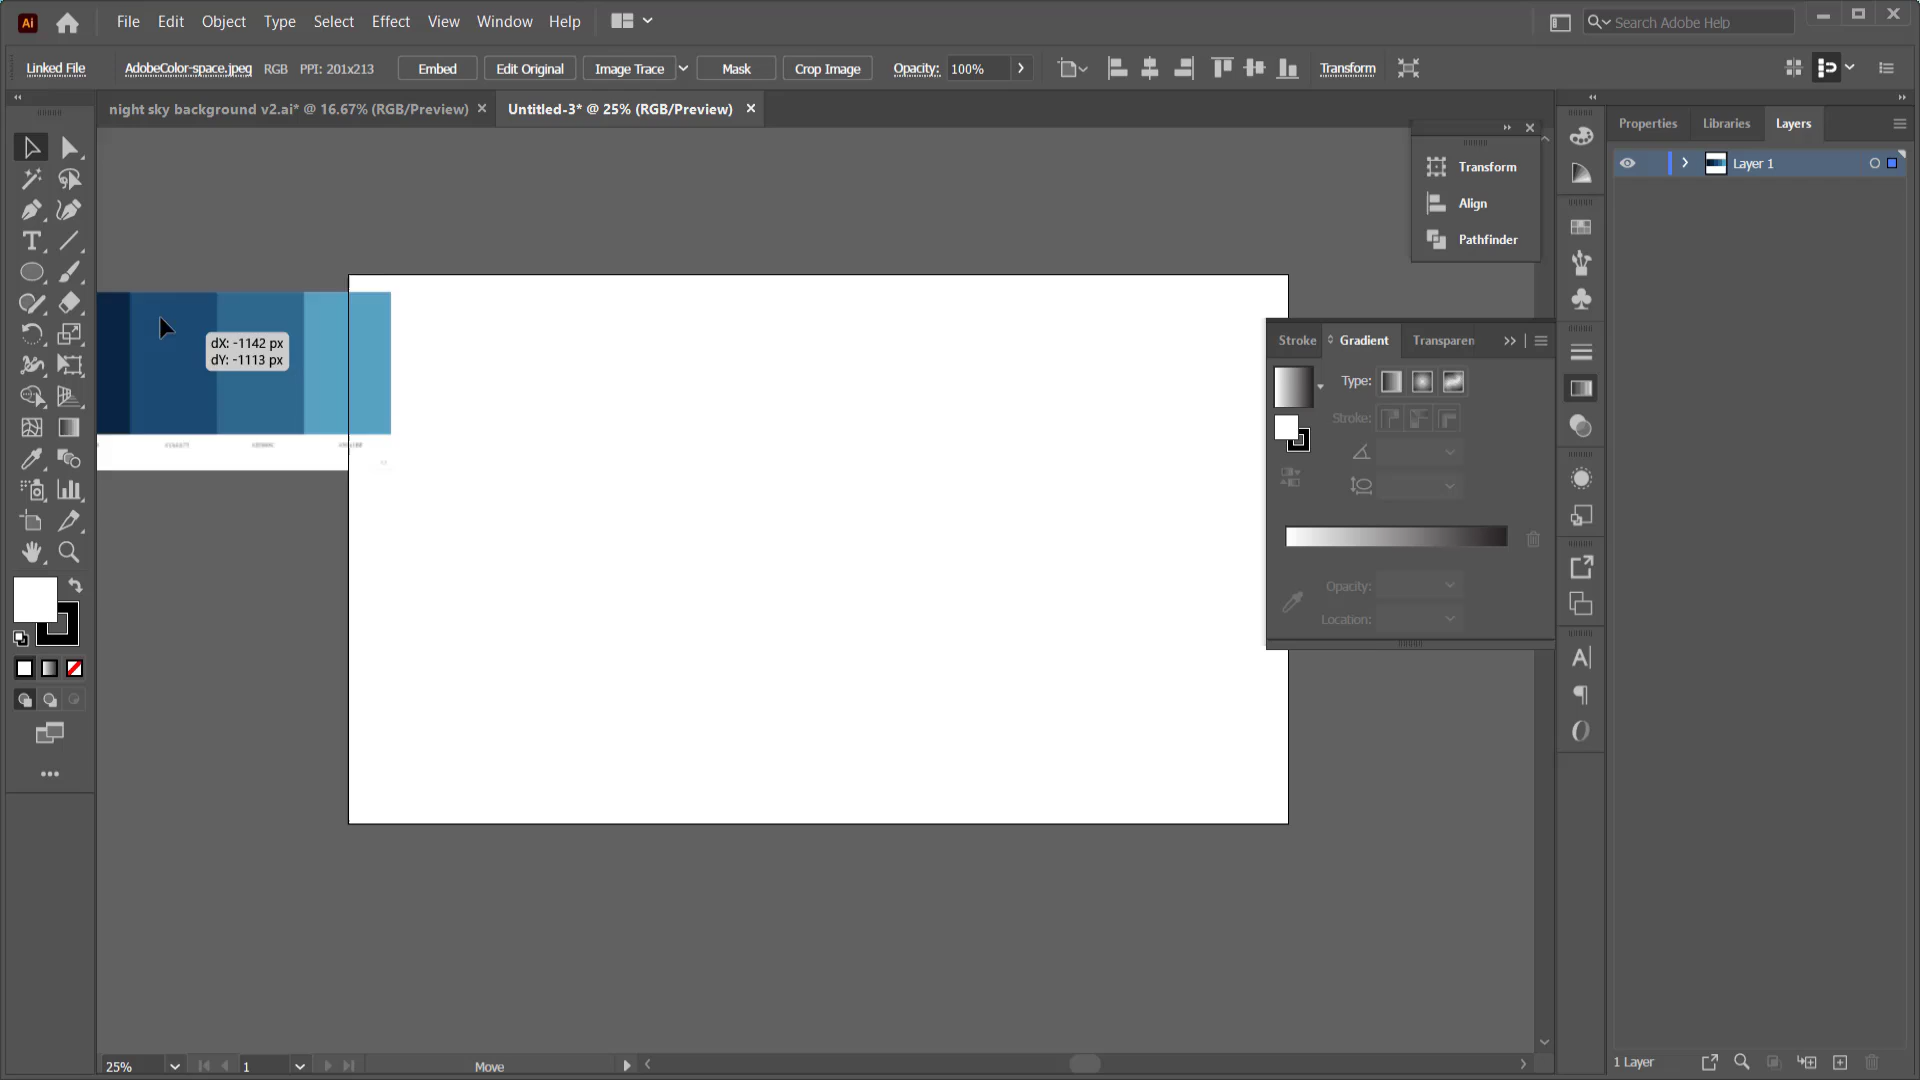 Ai File Edit Object Type Select Effect View Window Help Search Adobe Help
Linked File AdobeColor-space.jpeg RGB PPI: 201x213 Embed Edit Original Image Trace Mask Crop Image Opacity: 100% Transform
night sky background v2.ai* @ 16.67% (RGB/Preview) Untitled-3* @ 25% (RGB/Preview)
Properties Libraries Layers
Layer 1
Transform
Align
Pathfinder
dX: -1142 px
dY: -1113 px
Stroke Gradient Transparen
Type:
Stroke:
Opacity:
Location:
25% 1 Move
1 Layer